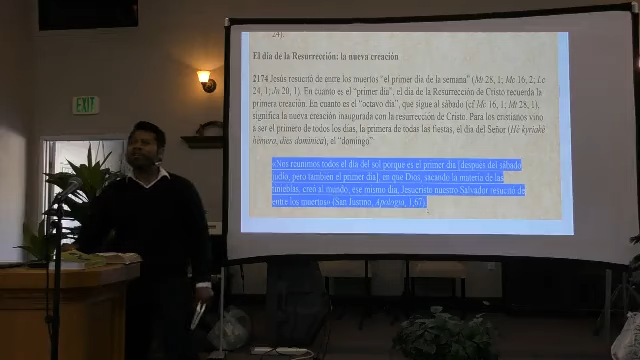 24).
El día de la Resurrección: la nueva creación
2174 Jesús resucitó de entre los muertos "el primer día de la semana" (Mt 28, 1; Mc 16, 2; Lc
24, 1; Jn 20, 1). En cuanto es el "primer día", el día de la Resurrección de Cristo recuerda la
primera creación. En cuanto es el "octavo día", que sigue al sábado (cf Mc 16, 1; Mt 28, 1),
significa la nueva creación inaugurada con la resurrección de Cristo. Para los cristianos vino
a ser el primero de todos los días, la primera de todas las fiestas, el día del Señor (Hè kyriakè
hèmera, dies dominica), el "domingo"
«Nos reunimos todos el día del sol porque es el primer día [después del sábado
judío, pero también el primer día], en que Dios, sacando la materia de las
tinieblas, creó al mundo; ese mismo día, Jesucristo nuestro Salvador resucitó de
entre los muertos» (San Justino, Apologia, 1,67).
EXIT